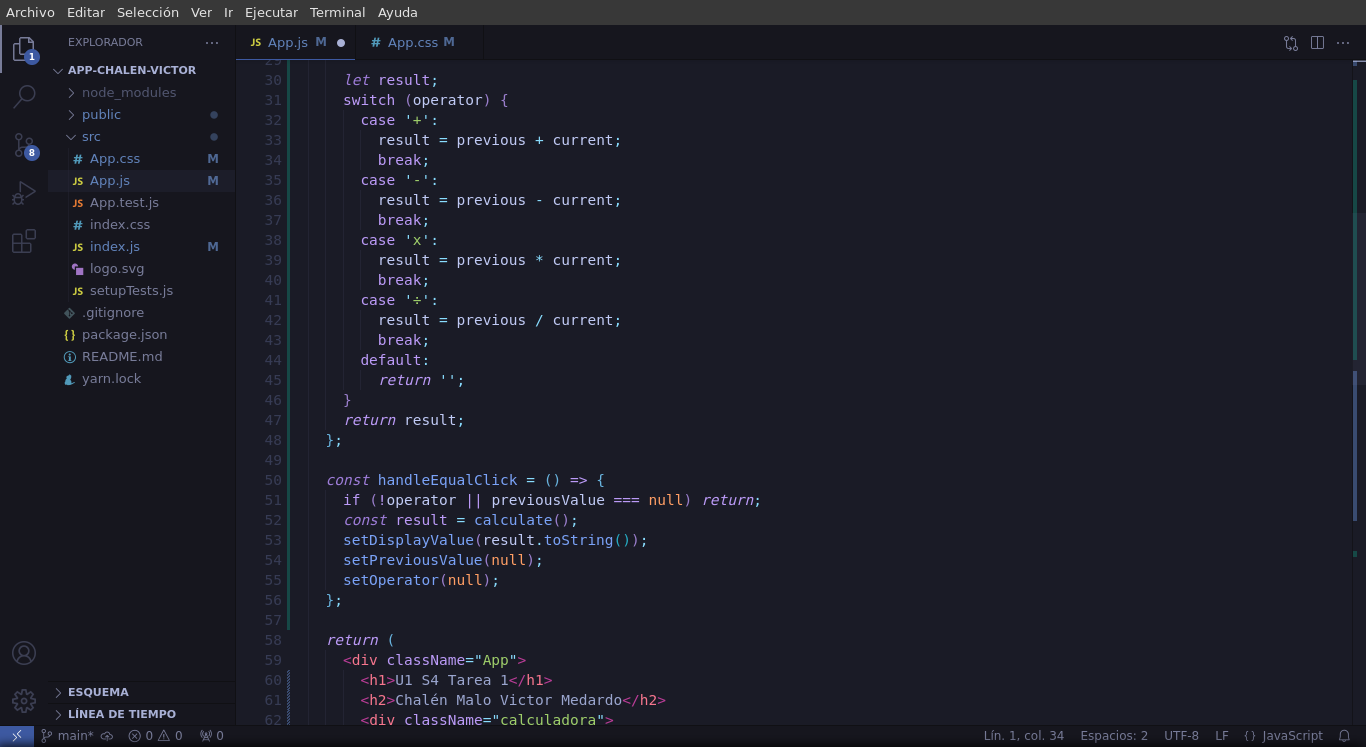 Archivo Editar Selección Ver Ir Ejecutar Terminal Ayuda
EXPLORADOR ···
JS App.js M ●
# App.css M
1
8
APP-CHALEN-VICTOR
node_modules
public
src
# App.css M
JS App.js M
JS App.test.js
# index.css
JS index.js M
logo.svg
JS setupTests.js
.gitignore
{} package.json
README.md
yarn.lock
ESQUEMA
LÍNEA DE TIEMPO
29
30 let result;
31 switch (operator) {
32 case '+':
33 result = previous + current;
34 break;
35 case '-':
36 result = previous - current;
37 break;
38 case 'x':
39 result = previous * current;
40 break;
41 case '÷':
42 result = previous / current;
43 break;
44 default:
45 return '';
46 }
47 return result;
48 };
49
50 const handleEqualClick = () => {
51 if (!operator || previousValue === null) return;
52 const result = calculate();
53 setDisplayValue(result.toString());
54 setPreviousValue(null);
55 setOperator(null);
56 };
57
58 return (
59 <div className="App">
60 <h1>U1 S4 Tarea 1</h1>
61 <h2>Chalén Malo Victor Medardo</h2>
62 <div className="calculadora">
main* 0 0 0 Lín. 1, col. 34 Espacios: 2 UTF-8 LF {} JavaScript